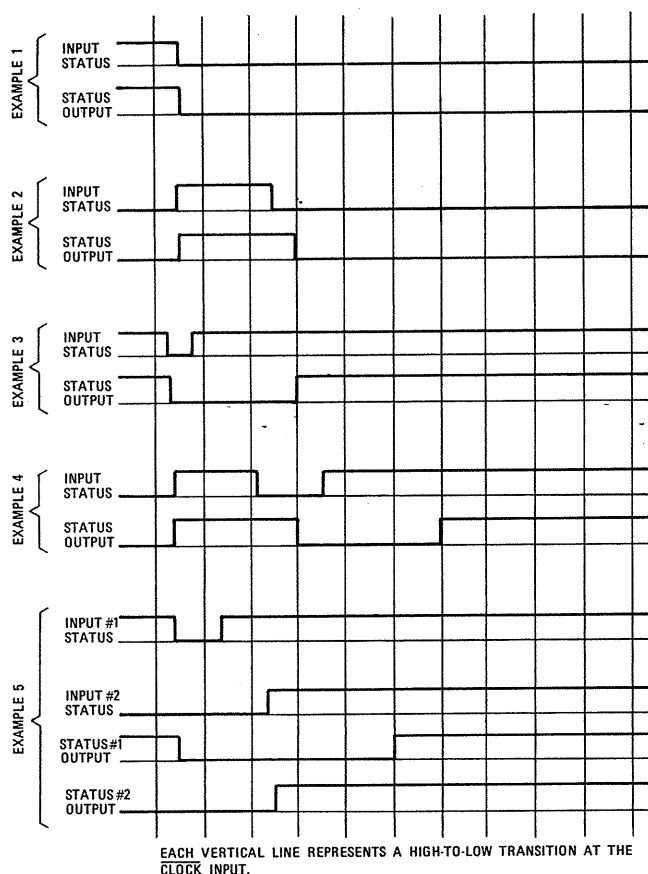 EXAMPLE 1
INPUT
STATUS
STATUS
OUTPUT
EXAMPLE 2
INPUT
STATUS
STATUS
OUTPUT
EXAMPLE 3
INPUT
STATUS
STATUS
OUTPUT
EXAMPLE 4
INPUT
STATUS
STATUS
OUTPUT
EXAMPLE 5
INPUT #1
STATUS
INPUT #2
STATUS
STATUS#1
OUTPUT
STATUS #2
OUTPUT
EACH VERTICAL LINE REPRESENTS A HIGH-TO-LOW TRANSITION AT THE
CLOCK INPUT.